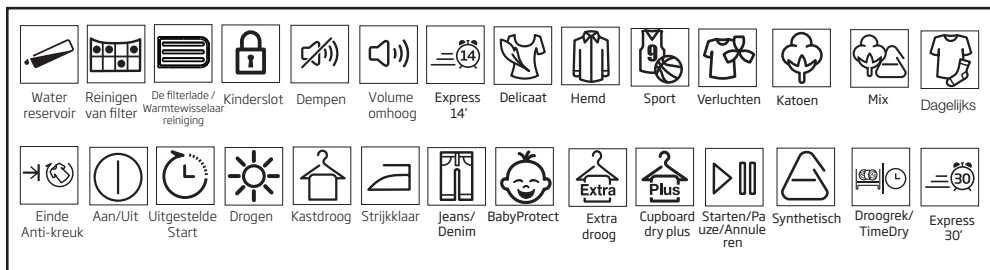 14
9
Water reservoir
Reinigen van filter
De filterlade / Warmtewisselaar reiniging
Kinderslot
Dempen
Volume omhoog
Express 14'
Delicaat
Hemd
Sport
Verluchten
Katoen
Mix
Dagelijks
Extra
Plus
30
Einde Anti-kreuk
Aan/Uit
Uitgestelde Start
Drogen
Kastdroog
Strijkklaar
Jeans/ Denim
BabyProtect
Extra droog
Cupboard dry plus
Starten/Pa uze/Annule ren
Synthetisch
Droogrek/ TimeDry
Express 30'